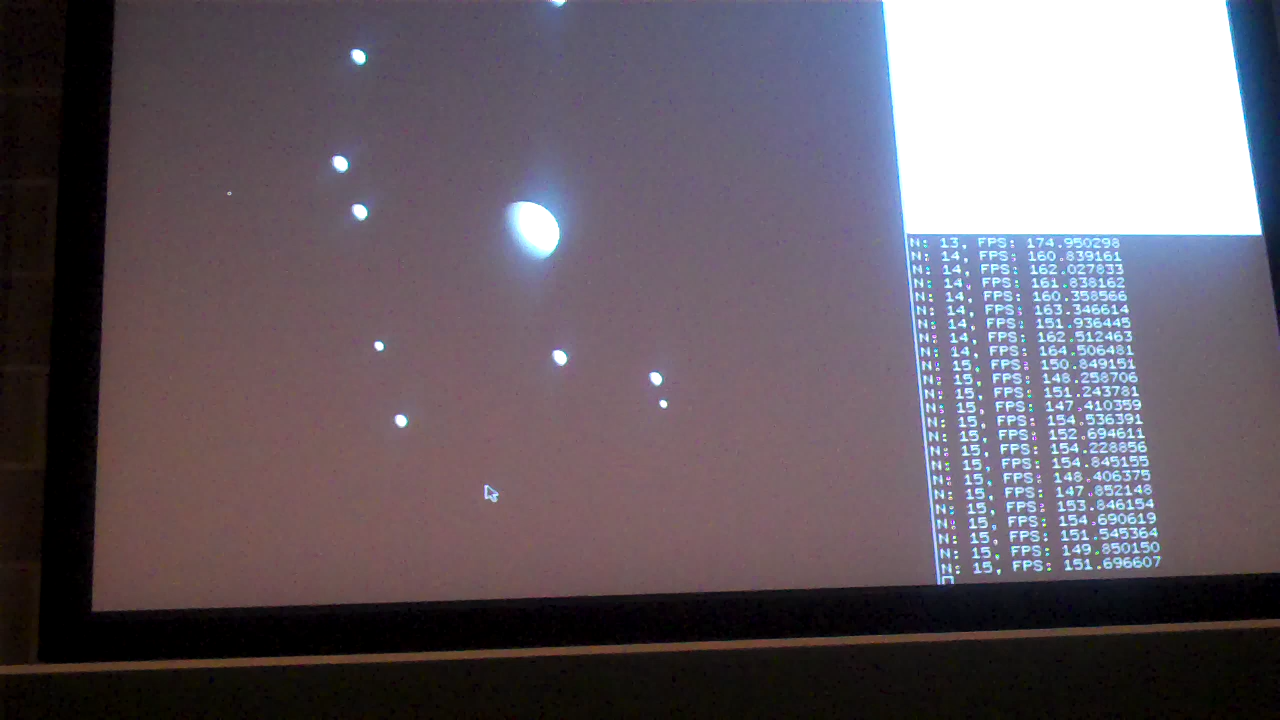 N: 13, FPS: 174.950298
N: 14, FPS: 160.839161
N: 14, FPS: 162.027833
N: 14, FPS: 161.838162
N: 14, FPS: 160.358566
N: 14, FPS: 163.346614
N: 14, FPS: 151.936445
N: 14, FPS: 162.512463
N: 14, FPS: 164.506481
N: 15, FPS: 150.849151
N: 15, FPS: 148.258706
N: 15, FPS: 151.243781
N: 15, FPS: 147.410359
N: 15, FPS: 154.536391
N: 15, FPS: 152.694611
N: 15, FPS: 154.228856
N: 15, FPS: 154.845155
N: 15, FPS: 148.406375
N: 15, FPS: 147.852148
N: 15, FPS: 153.846154
N: 15, FPS: 154.690619
N: 15, FPS: 151.545364
N: 15, FPS: 149.850150
N: 15, FPS: 151.696607